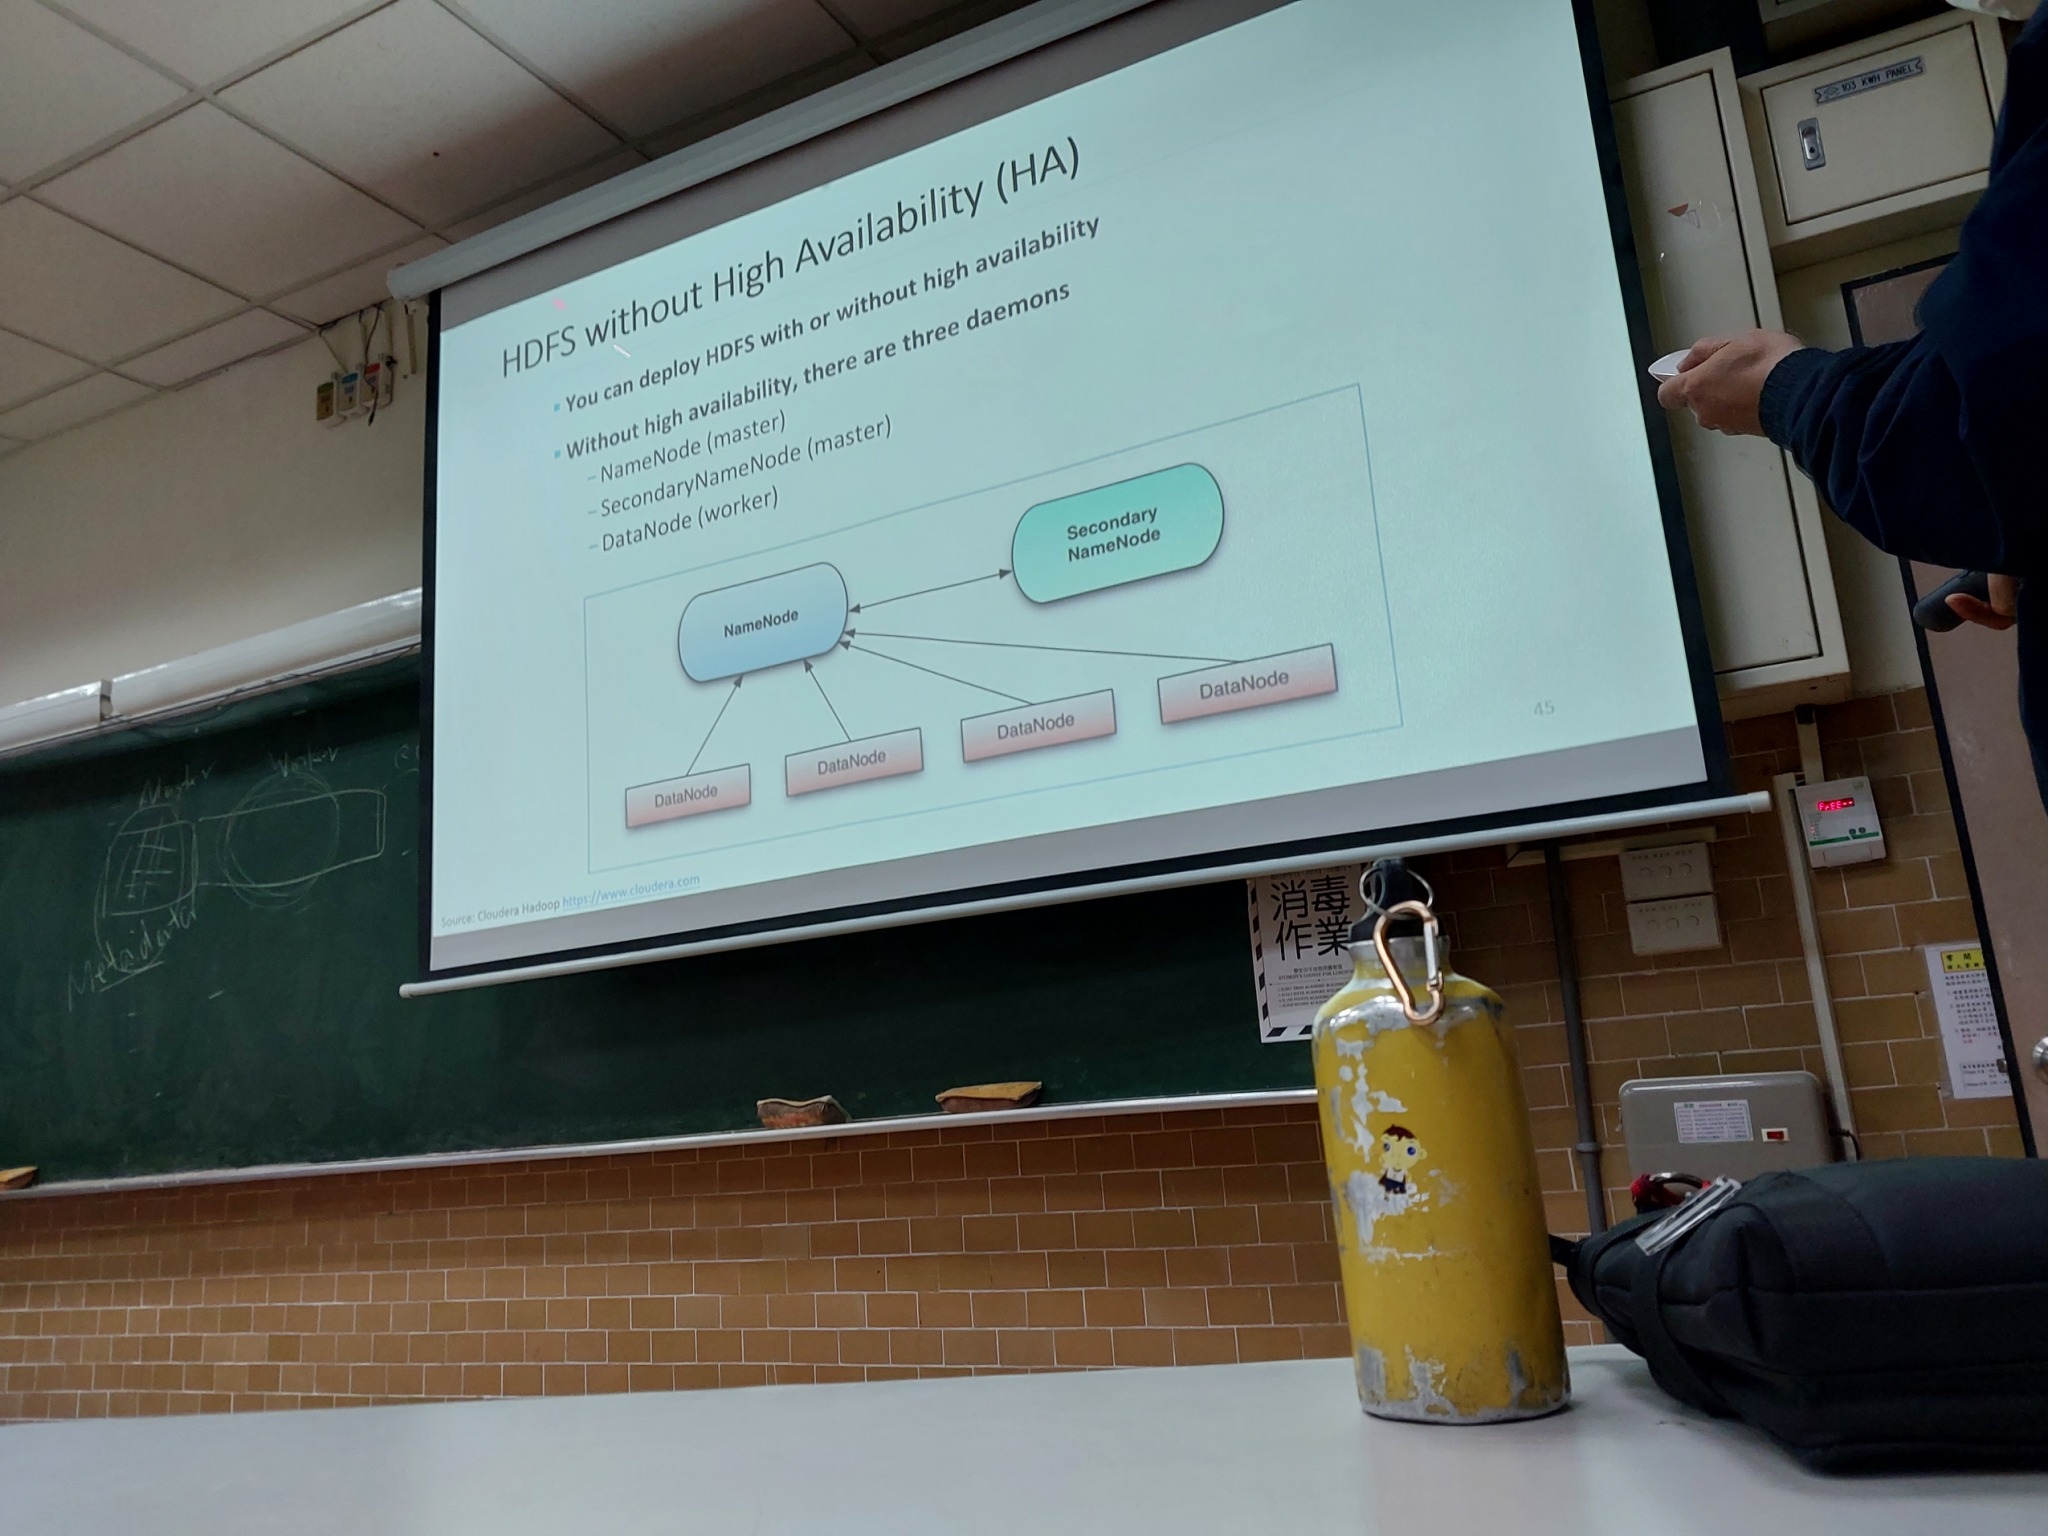 HDFS without High Availability (HA)
▪ You can deploy HDFS with or without high availability
▪ Without high availability, there are three daemons
– NameNode (master)
– SecondaryNameNode (master)
– DataNode (worker)
Secondary
NameNode
NameNode
DataNode
DataNode
DataNode
DataNode
45
Source: Cloudera Hadoop https://www.cloudera.com
103 KWH PANEL
Master
Worker
消毒
作業